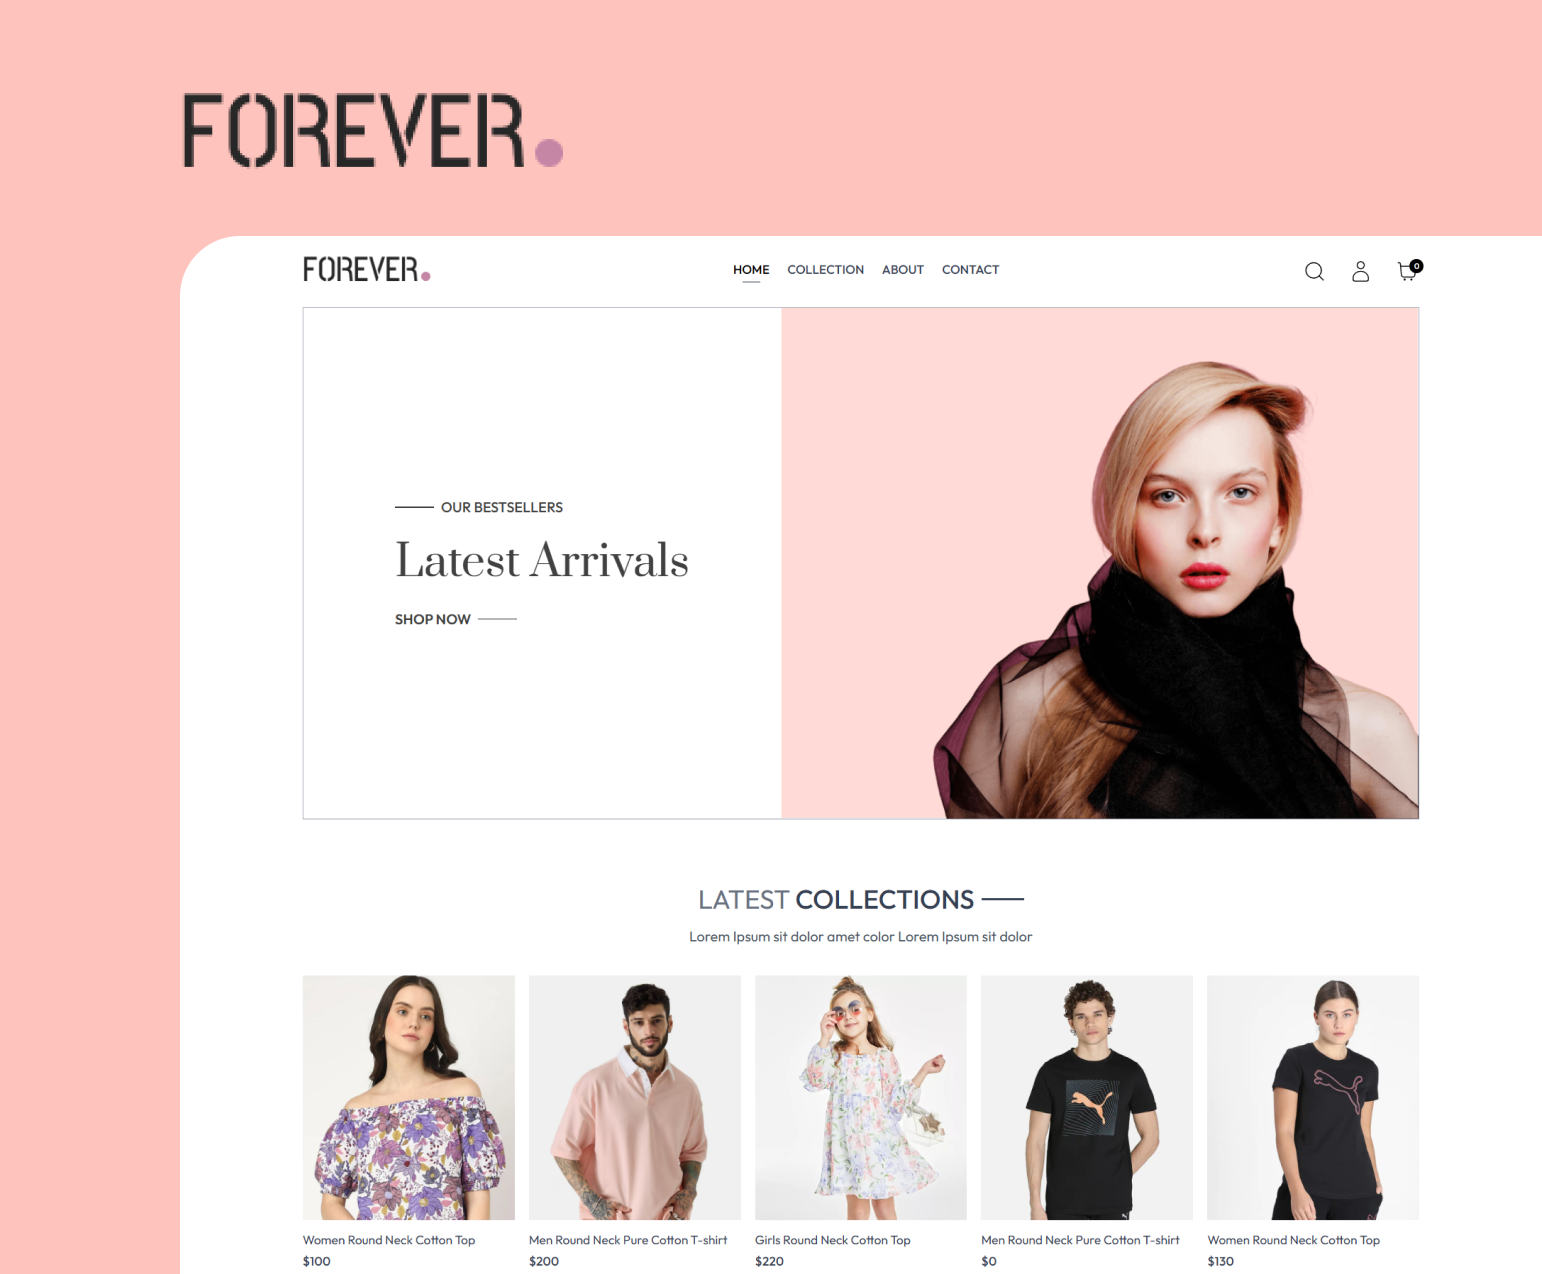 FOREVER.
FOREVER.
HOME COLLECTION ABOUT CONTACT
0
OUR BESTSELLERS
Latest Arrivals
SHOP NOW
LATEST COLLECTIONS
Lorem Ipsum sit dolor amet color Lorem Ipsum sit dolor
Women Round Neck Cotton Top
$100
Men Round Neck Pure Cotton T-shirt
$200
Girls Round Neck Cotton Top
$220
Men Round Neck Pure Cotton T-shirt
$0
Women Round Neck Cotton Top
$130